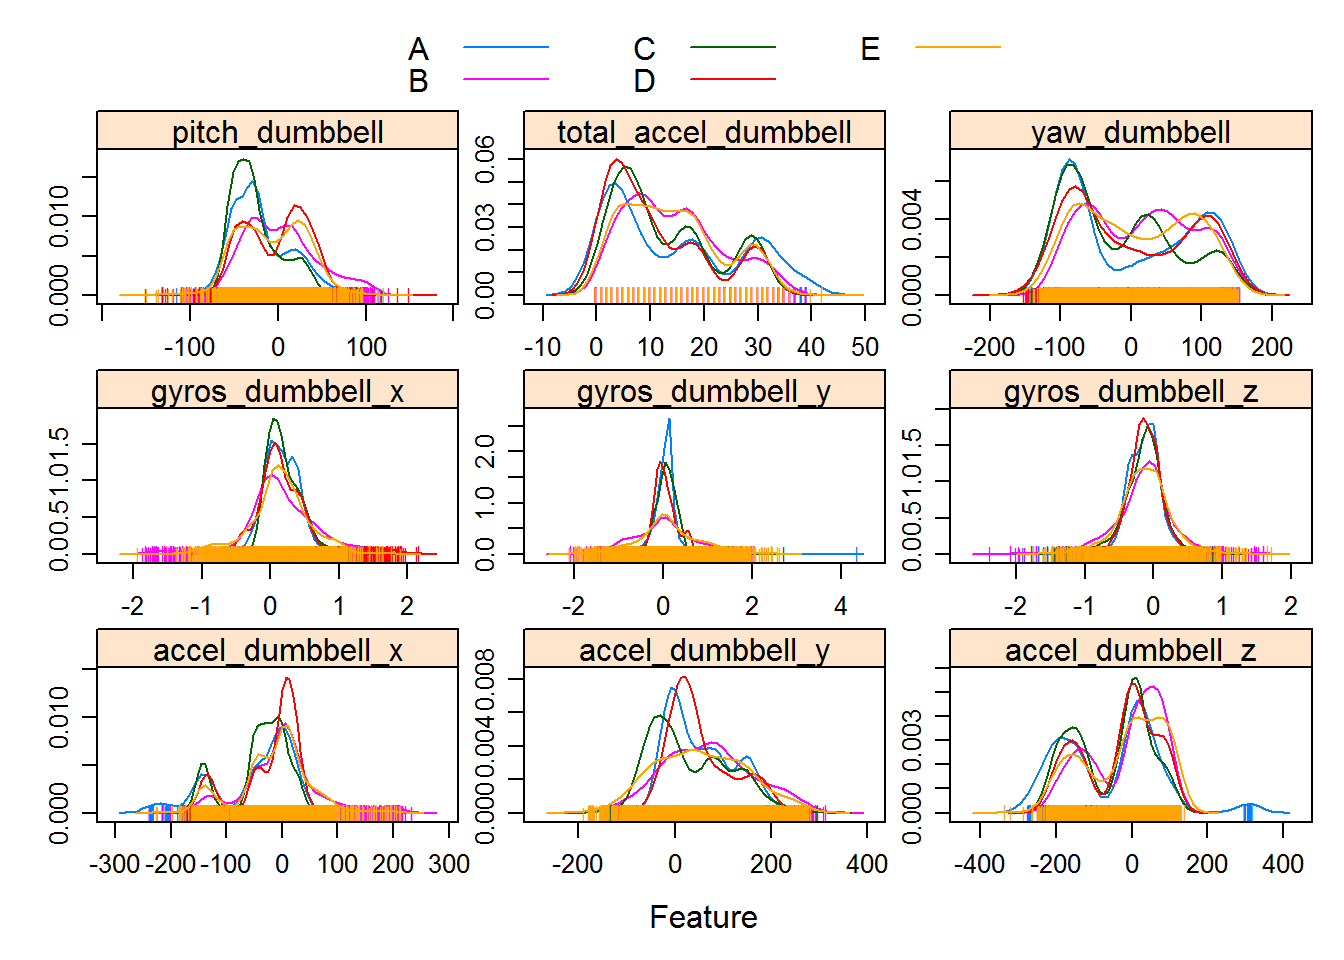 A C E
B D
pitch_dumbbell total_accel_dumbbell yaw_dumbbell
0.000 0.010
0.00 0.03 0.06
0.000 0.004
-100 0 100
-10 0 10 20 30 40 50
-200 -100 0 100 200
gyros_dumbbell_x gyros_dumbbell_y gyros_dumbbell_z
0.00.51.01.5
0.0 1.0 2.0
0.00.51.01.5
-2 -1 0 1 2
-2 0 2 4
-2 -1 0 1 2
accel_dumbbell_x accel_dumbbell_y accel_dumbbell_z
0.000 0.010
0.000 0.004 0.008
0.000 0.003
-300 -200 -100 0 100 200 300
-200 0 200 400
-400 -200 0 200 400
Feature